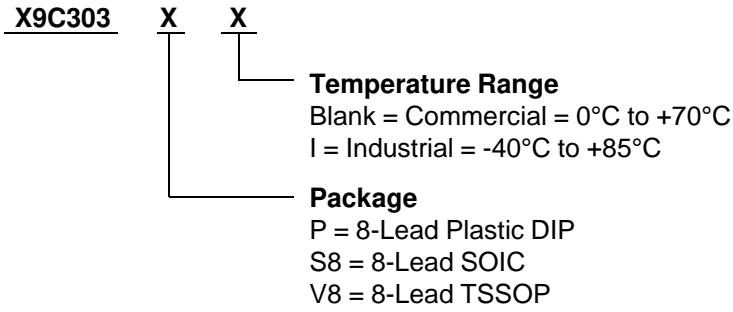 X9C303 X X
Temperature Range
Blank = Commercial = 0°C to +70°C
I = Industrial = -40°C to +85°C
Package
P = 8-Lead Plastic DIP
S8 = 8-Lead SOIC
V8 = 8-Lead TSSOP